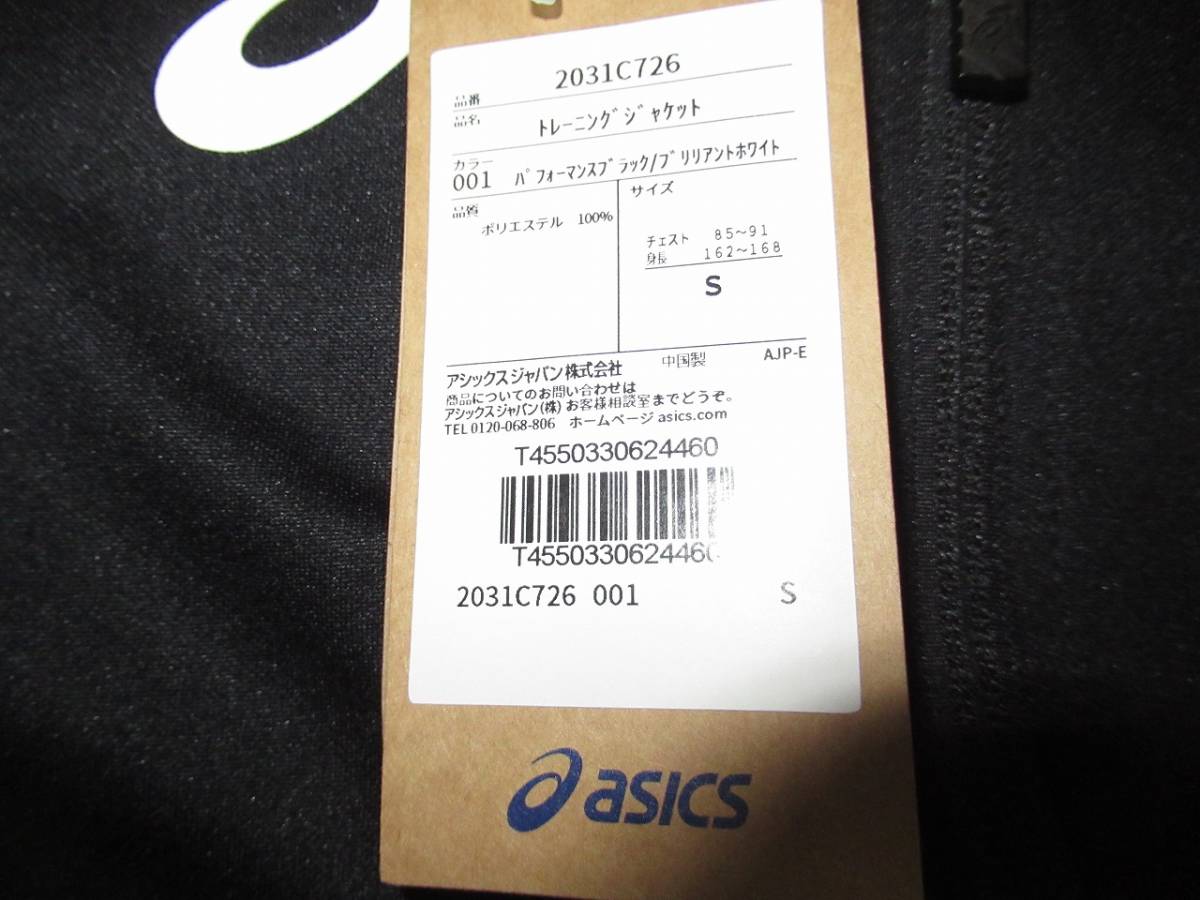 品番 2031C726
品名 トレーニングジャケット
カラー
001 パフォーマンスブラック/ブリリアントホワイト
品質
ポリエステル 100%
サイズ
チェスト 85~91
身長 162~168
S
アシックスジャパン株式会社 中国製 AJP-E
商品についてのお問い合わせは
アシックスジャパン(株)お客様相談室までどうぞ。
TEL 0120-068-806 ホームページ asics.com
T4550330624460
T4550330624460
2031C726 001 S
asics